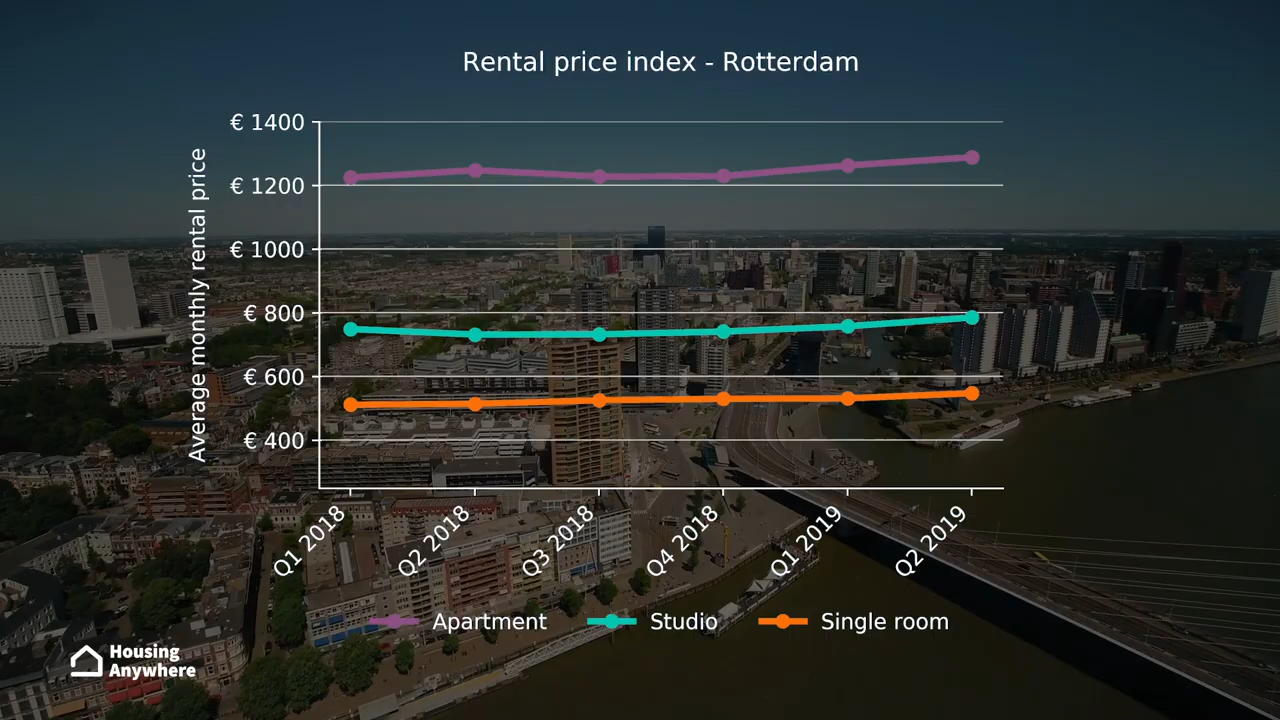 Rental price index - Rotterdam
Average monthly rental price
€ 1400
€ 1200
€ 1000
€ 800
€ 600
€ 400
Q1 2018
Q2 2018
Q3 2018
Q4 2018
Q1 2019
Q2 2019
Apartment
Studio
Single room
Housing
Anywhere